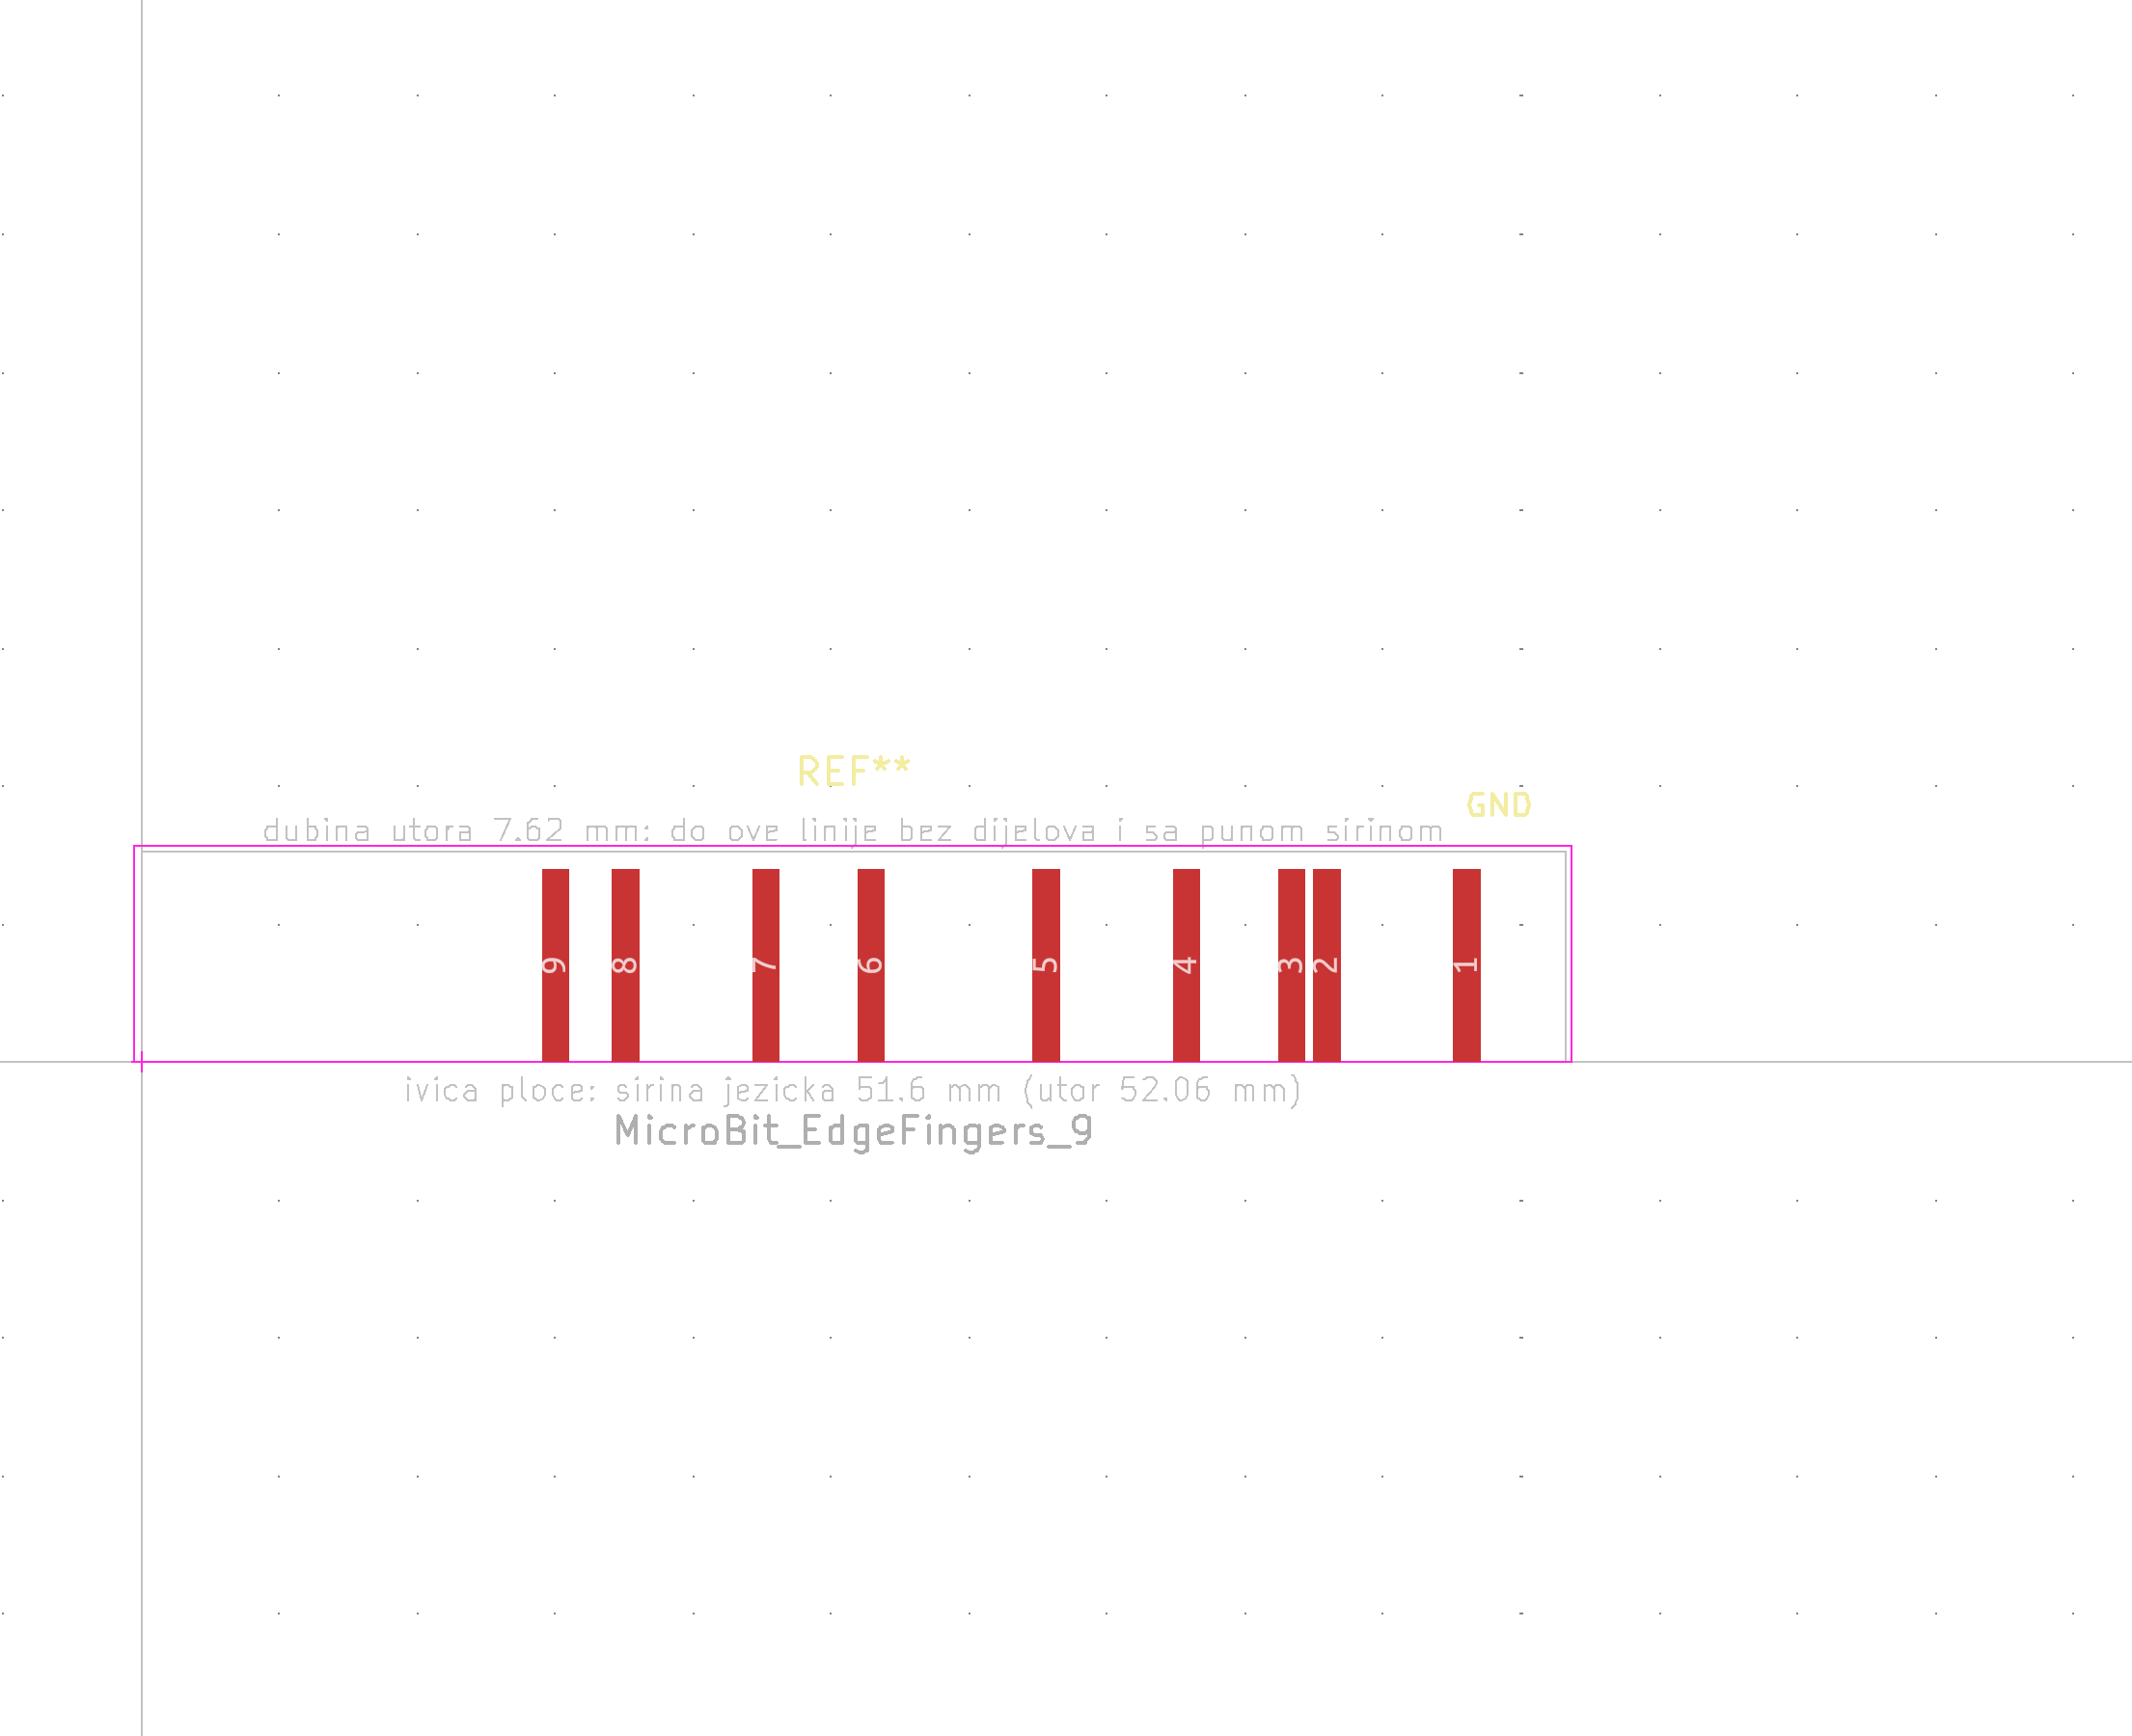 REF**
GND
dubina utora 7.62 mm: do ove linije bez dijelova i sa punom sirinom
9 8 7 6 5 4 3 2 1
ivica ploce: sirina jezicka 51.6 mm (utor 52.06 mm)
MicroBit_EdgeFingers_9